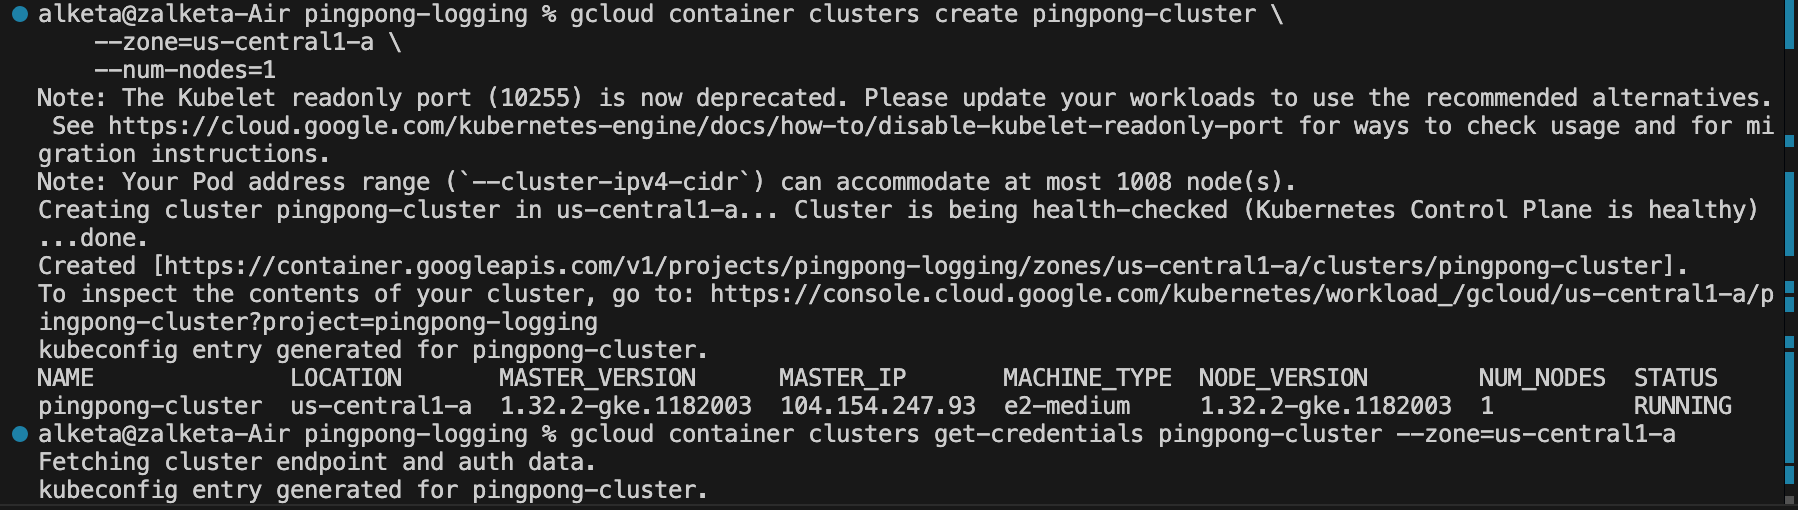 alketa@zalketa-Air pingpong-logging % gcloud container clusters create pingpong-cluster \
    --zone=us-central1-a \
    --num-nodes=1
Note: The Kubelet readonly port (10255) is now deprecated. Please update your workloads to use the recommended alternatives.
 See https://cloud.google.com/kubernetes-engine/docs/how-to/disable-kubelet-readonly-port for ways to check usage and for mi
gration instructions.
Note: Your Pod address range (`--cluster-ipv4-cidr`) can accommodate at most 1008 node(s).
Creating cluster pingpong-cluster in us-central1-a... Cluster is being health-checked (Kubernetes Control Plane is healthy)
...done.
Created [https://container.googleapis.com/v1/projects/pingpong-logging/zones/us-central1-a/clusters/pingpong-cluster].
To inspect the contents of your cluster, go to: https://console.cloud.google.com/kubernetes/workload_/gcloud/us-central1-a/p
ingpong-cluster?project=pingpong-logging
kubeconfig entry generated for pingpong-cluster.
NAME              LOCATION       MASTER_VERSION      MASTER_IP       MACHINE_TYPE  NODE_VERSION        NUM_NODES  STATUS
pingpong-cluster  us-central1-a  1.32.2-gke.1182003  104.154.247.93  e2-medium     1.32.2-gke.1182003  1          RUNNING
alketa@zalketa-Air pingpong-logging % gcloud container clusters get-credentials pingpong-cluster --zone=us-central1-a
Fetching cluster endpoint and auth data.
kubeconfig entry generated for pingpong-cluster.